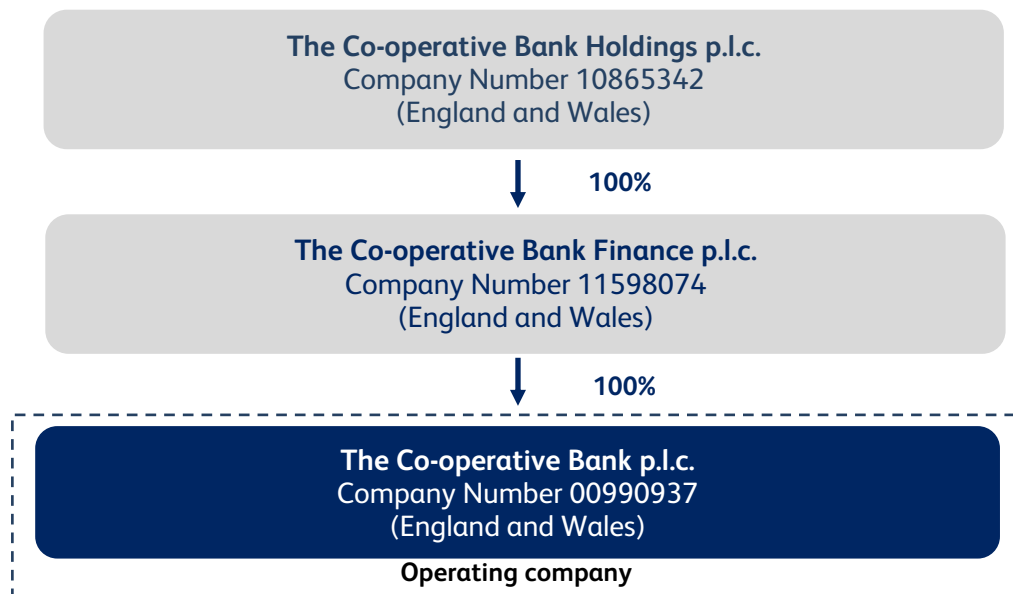 The Co-operative Bank Holdings p.l.c.
Company Number 10865342
(England and Wales)
100%
The Co-operative Bank Finance p.l.c.
Company Number 11598074
(England and Wales)
100%
The Co-operative Bank p.l.c.
Company Number 00990937
(England and Wales)
Operating company